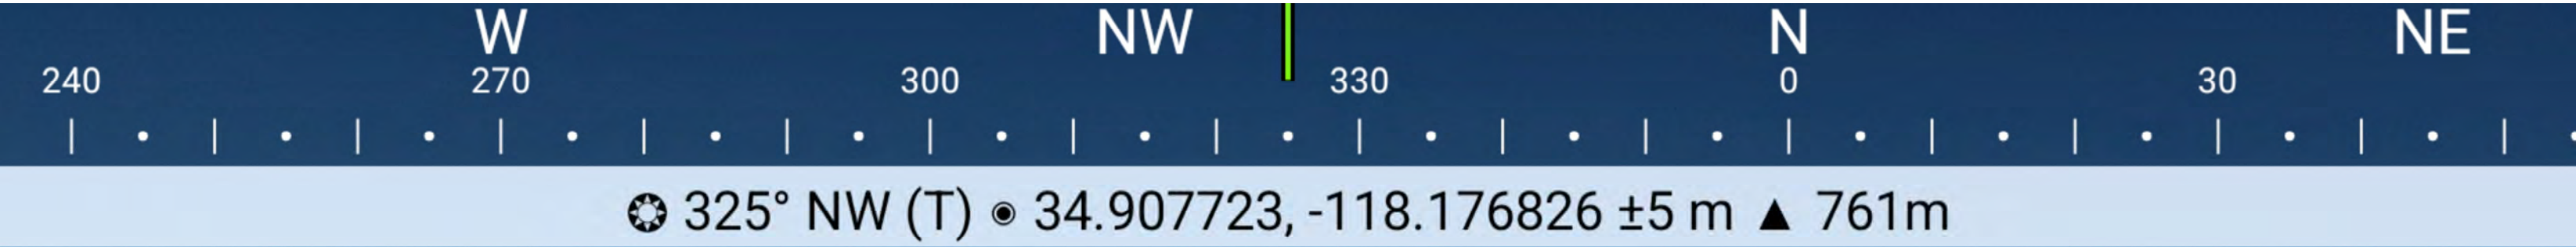 W NW N NE
240 270 300 330 0 30
325° NW (T) 34.907723, -118.176826 ±5 m ▲ 761m